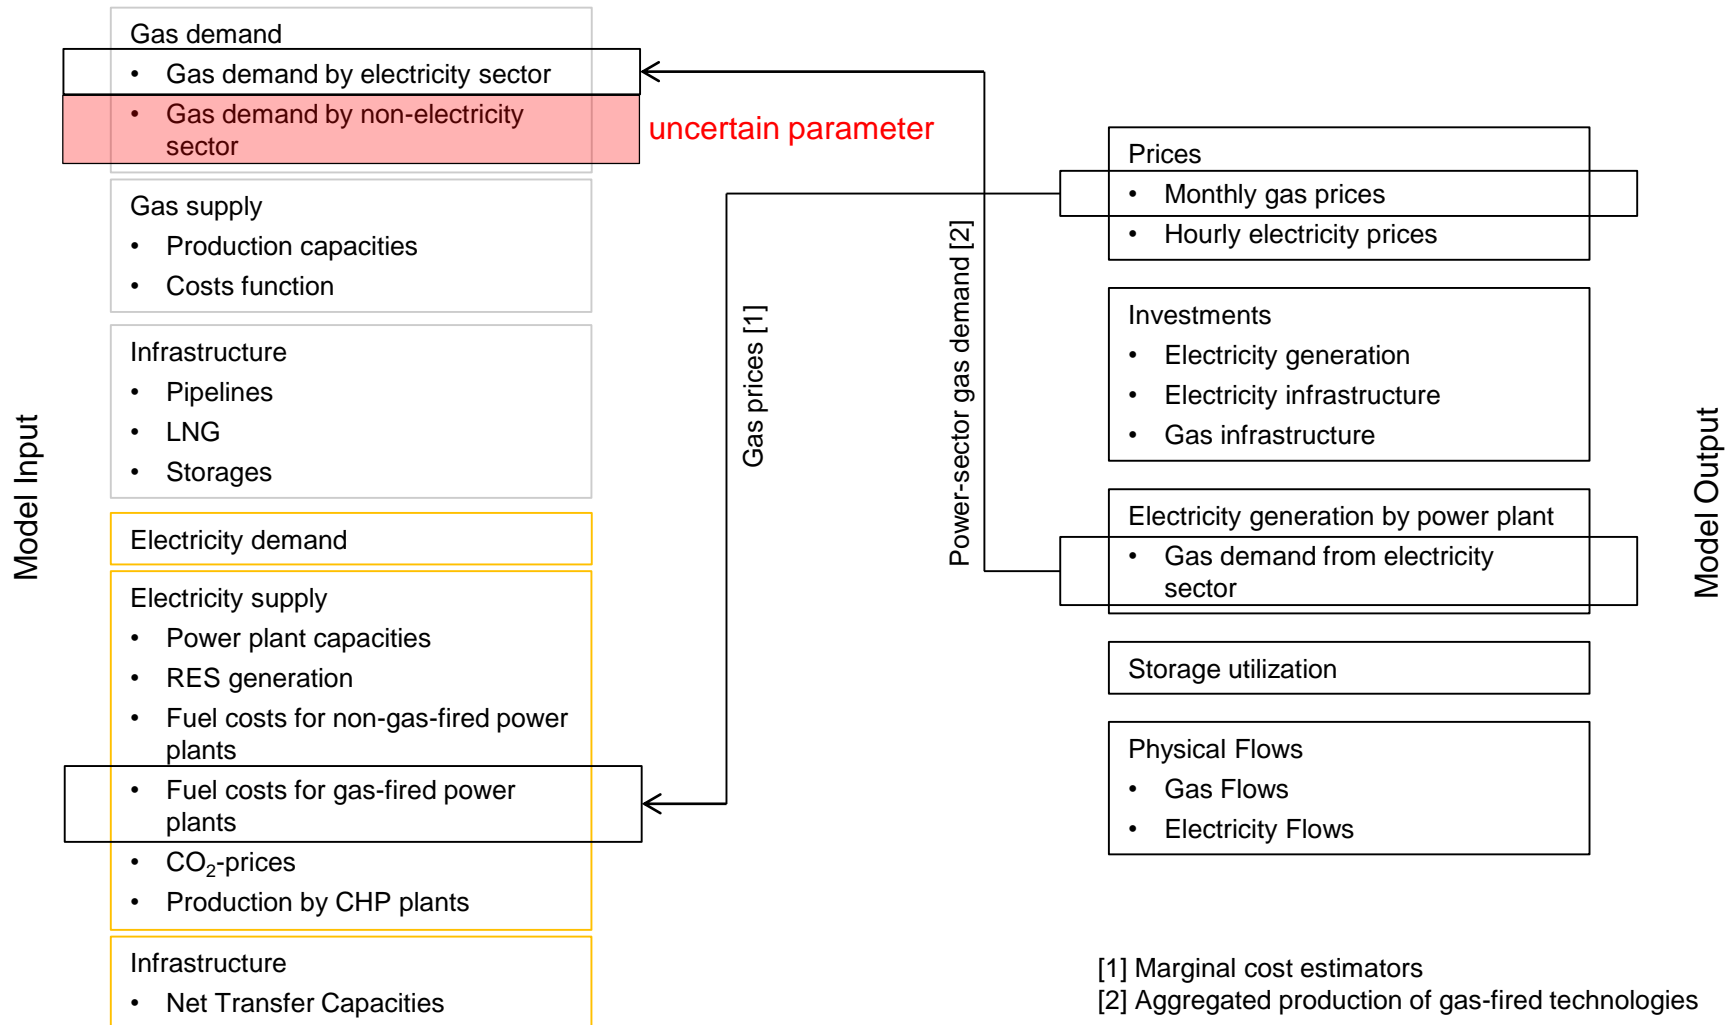 Model Input
Gas demand
• Gas demand by electricity sector
• Gas demand by non-electricity
sector
uncertain parameter
Gas supply
• Production capacities
• Costs function
Infrastructure
• Pipelines
• LNG
• Storages
Electricity demand
Electricity supply
• Power plant capacities
• RES generation
• Fuel costs for non-gas-fired power
plants
• Fuel costs for gas-fired power
plants
• CO₂-prices
• Production by CHP plants
Infrastructure
• Net Transfer Capacities
Gas prices [1]
Power-sector gas demand [2]
Prices
• Monthly gas prices
• Hourly electricity prices
Investments
• Electricity generation
• Electricity infrastructure
• Gas infrastructure
Electricity generation by power plant
• Gas demand from electricity
sector
Storage utilization
Physical Flows
• Gas Flows
• Electricity Flows
Model Output
[1] Marginal cost estimators
[2] Aggregated production of gas-fired technologies